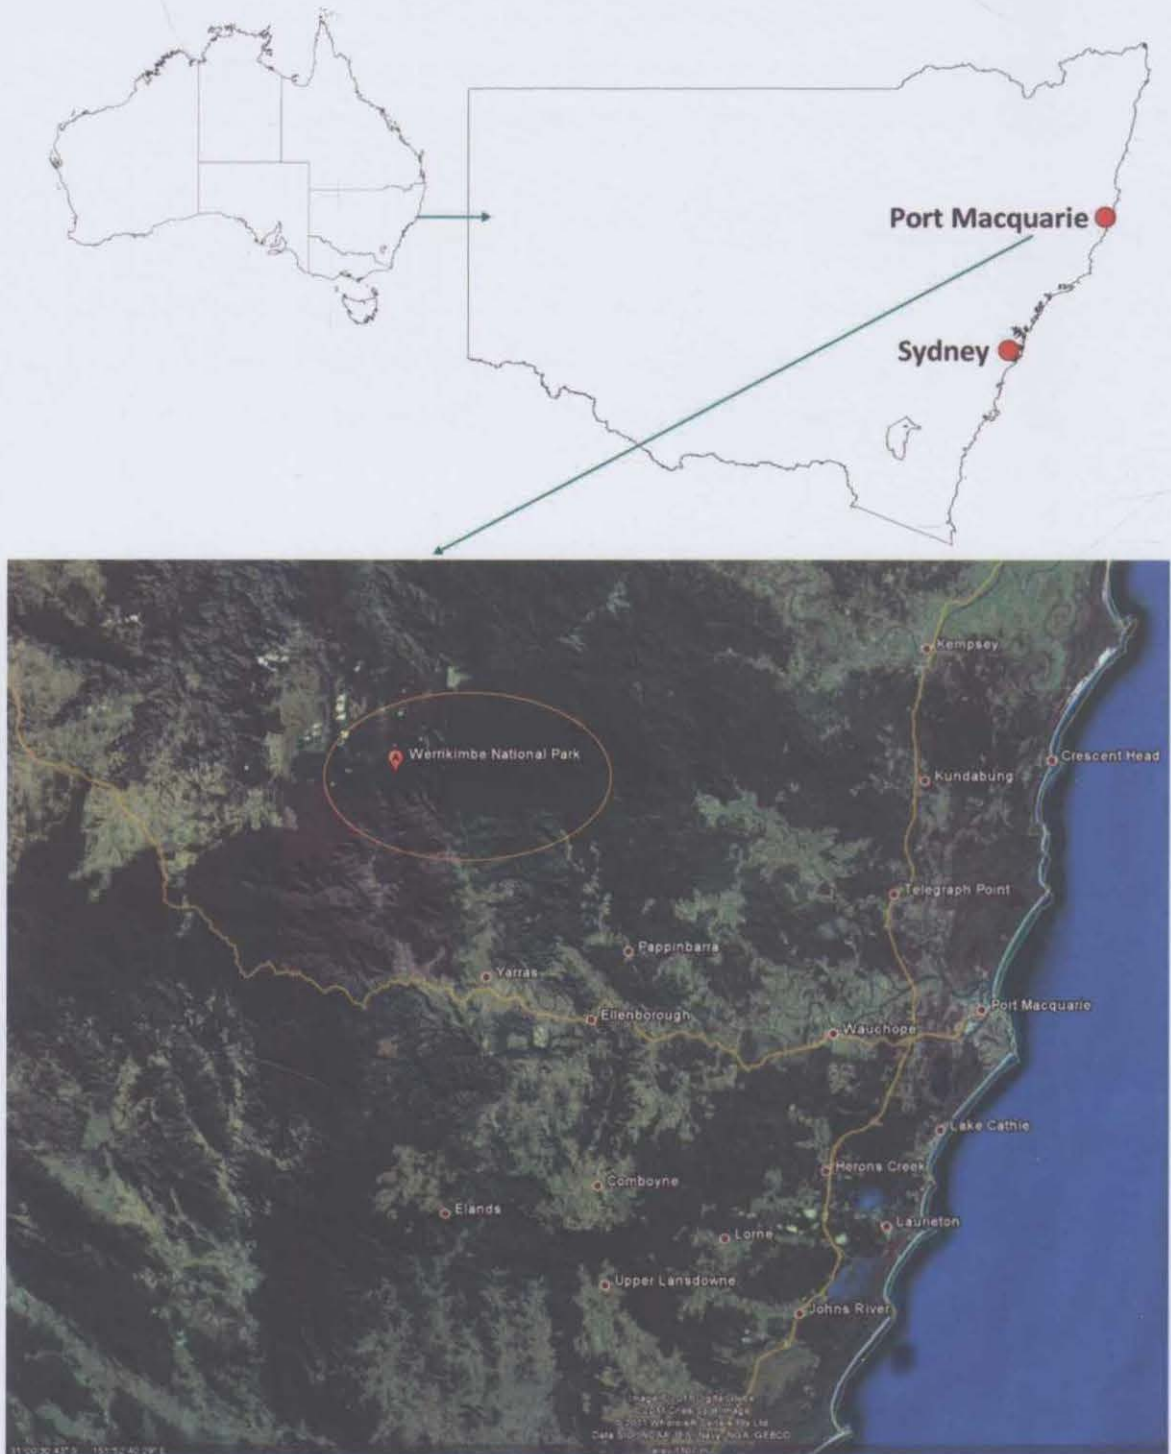 Port Macquarie
Sydney
Kempsey
Werrikimbe National Park
Crescent Head
Kundabung
Telegraph Point
Pappinbarra
Yarras
Port Macquarie
Ellenborough
Wauchope
Lake Cathie
Herons Creek
Comboyne
Elands
Laurieton
Lorne
Upper Lansdowne
Johns River